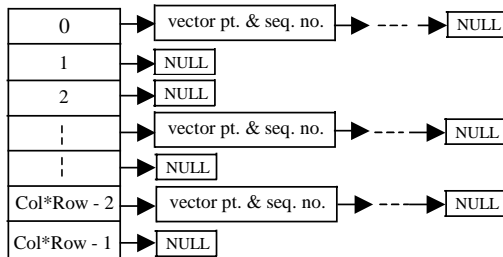 0 vector pt. & seq. no. NULL
1 NULL
2 NULL
vector pt. & seq. no. NULL
NULL
Col*Row - 2 vector pt. & seq. no. NULL
Col*Row - 1 NULL